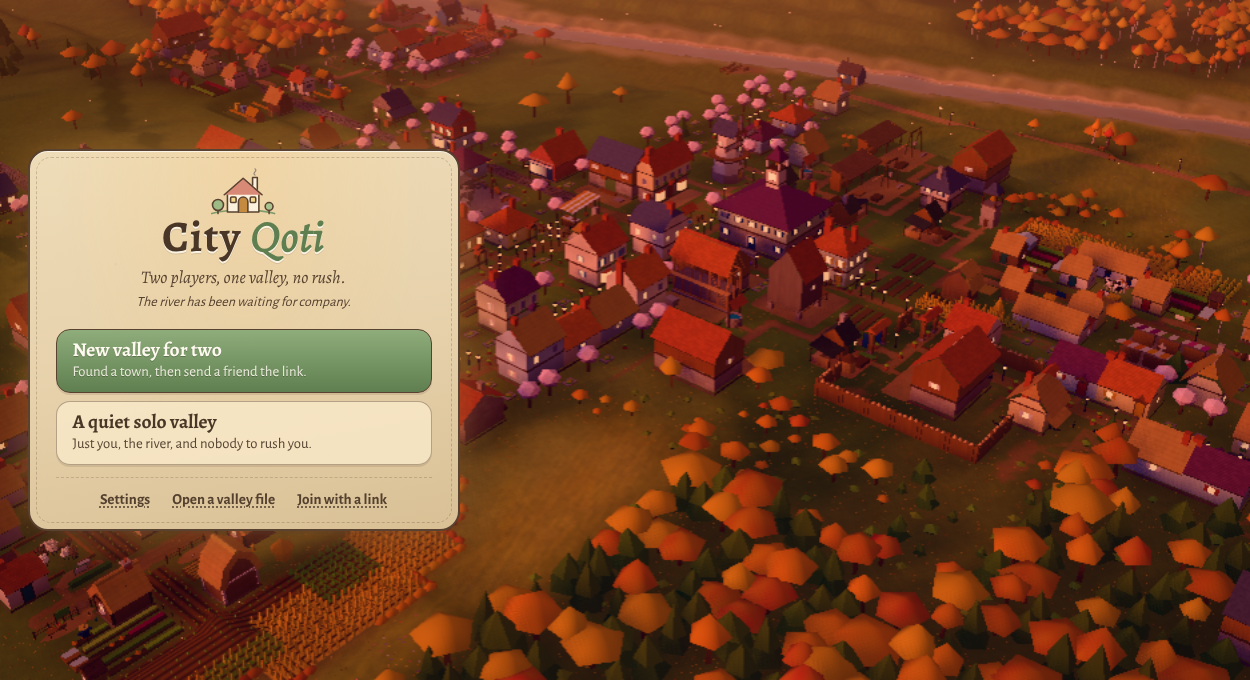 City Qoti
Two players, one valley, no rush.
The river has been waiting for company.
New valley for two
Found a town, then send a friend the link.
A quiet solo valley
Just you, the river, and nobody to rush you.
Settings Open a valley file Join with a link